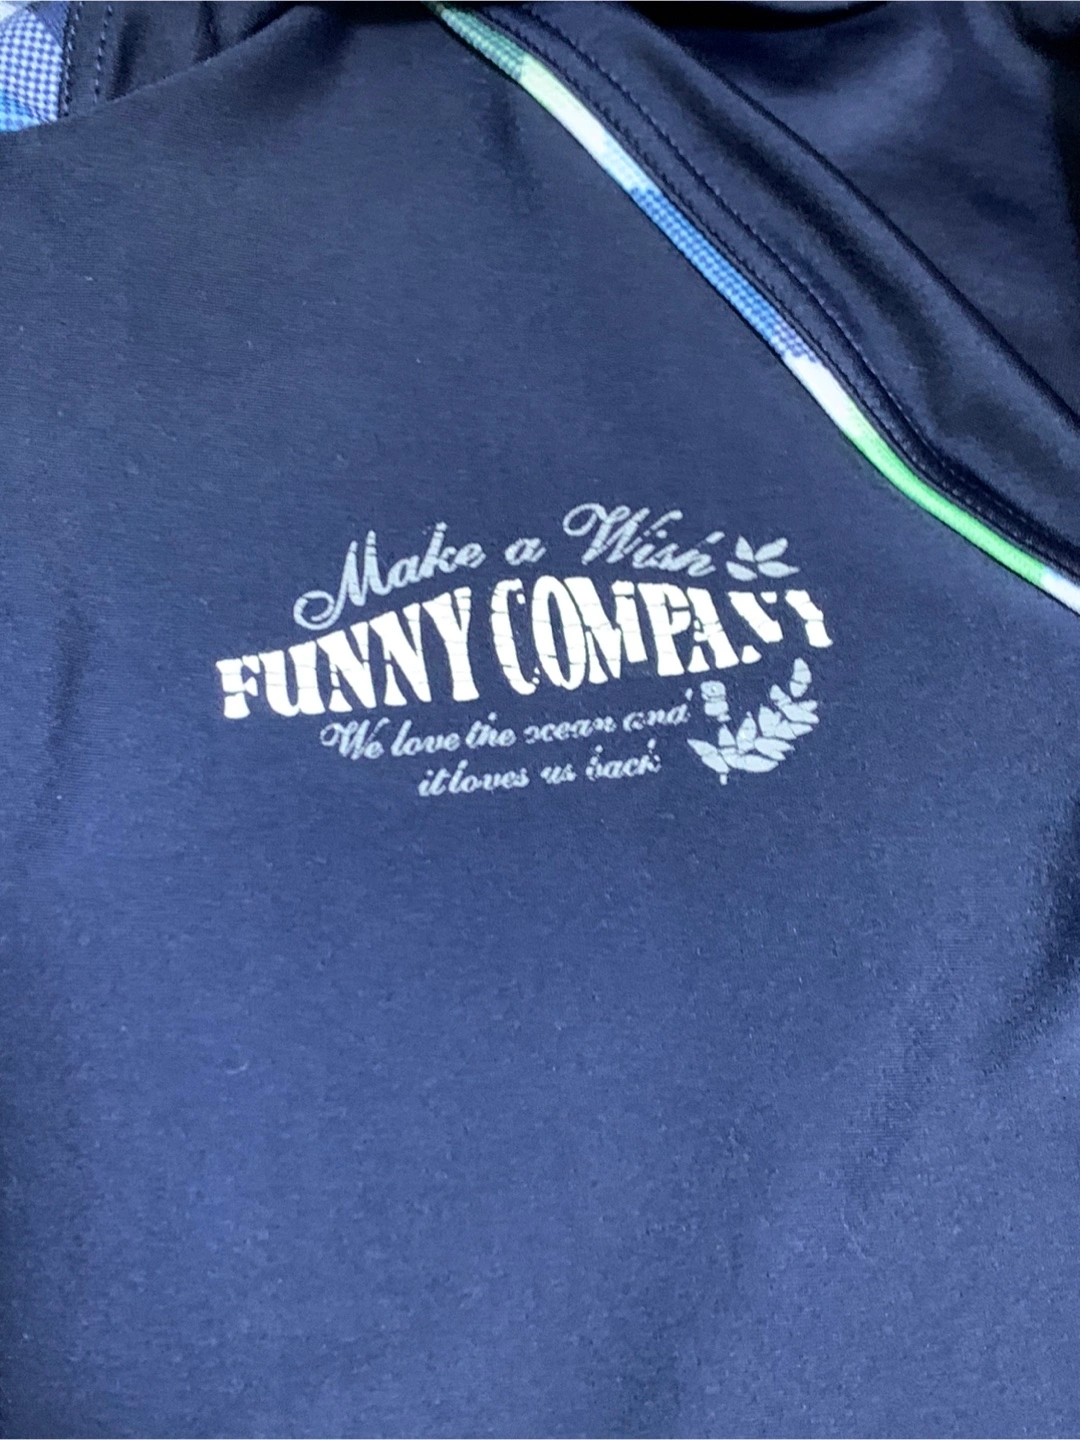 Make a Wish
FUNNY COMPANY
We love the ocean and
it loves us back